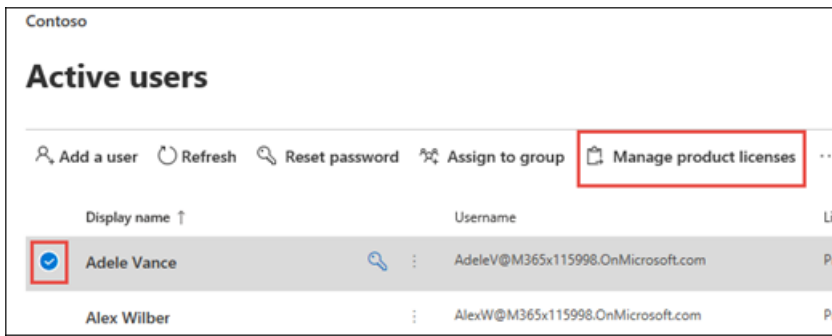 Contoso
Active users
Add a user Refresh Reset password Assign to group Manage product licenses ...
Display name ↑ Username
Adele Vance AdeleV@M365x115998.OnMicrosoft.com
Alex Wilber AlexW@M365x115998.OnMicrosoft.com